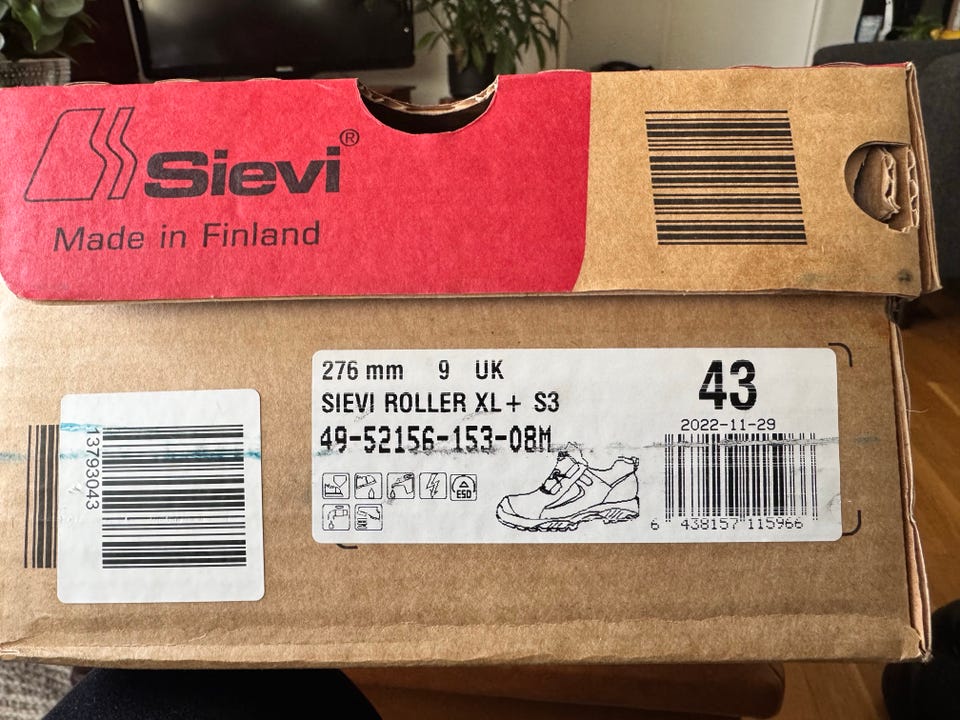 Sievi®
Made in Finland
276 mm 9 UK
SIEVI ROLLER XL+ S3
49-52156-153-08M
ESD
43
2022-11-29
6 438157 115966
13793043